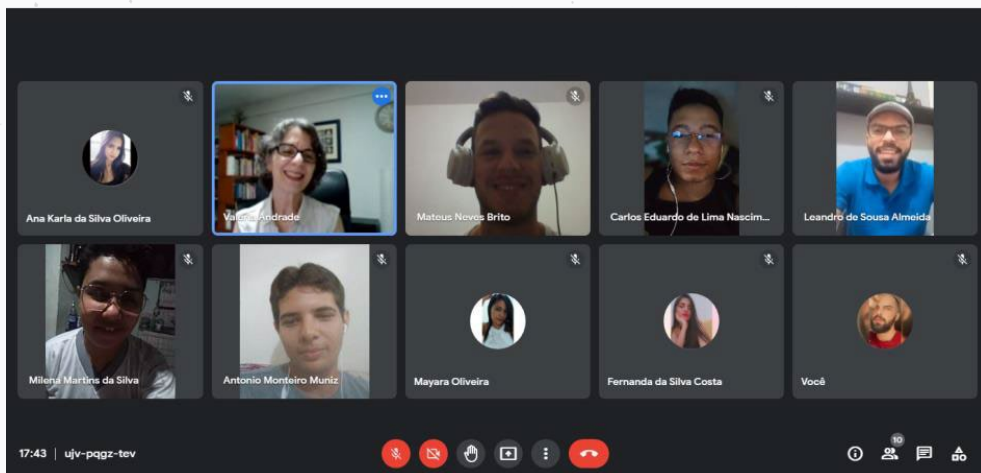 Ana Karla da Silva Oliveira
Valéria Andrade
Mateus Neves Brito
Carlos Eduardo de Lima Nascim...
Leandro de Sousa Almeida
Milena Martins da Silva
Antonio Monteiro Muniz
Mayara Oliveira
Fernanda da Silva Costa
Você
17:43 | ujv-pqgz-tev
10